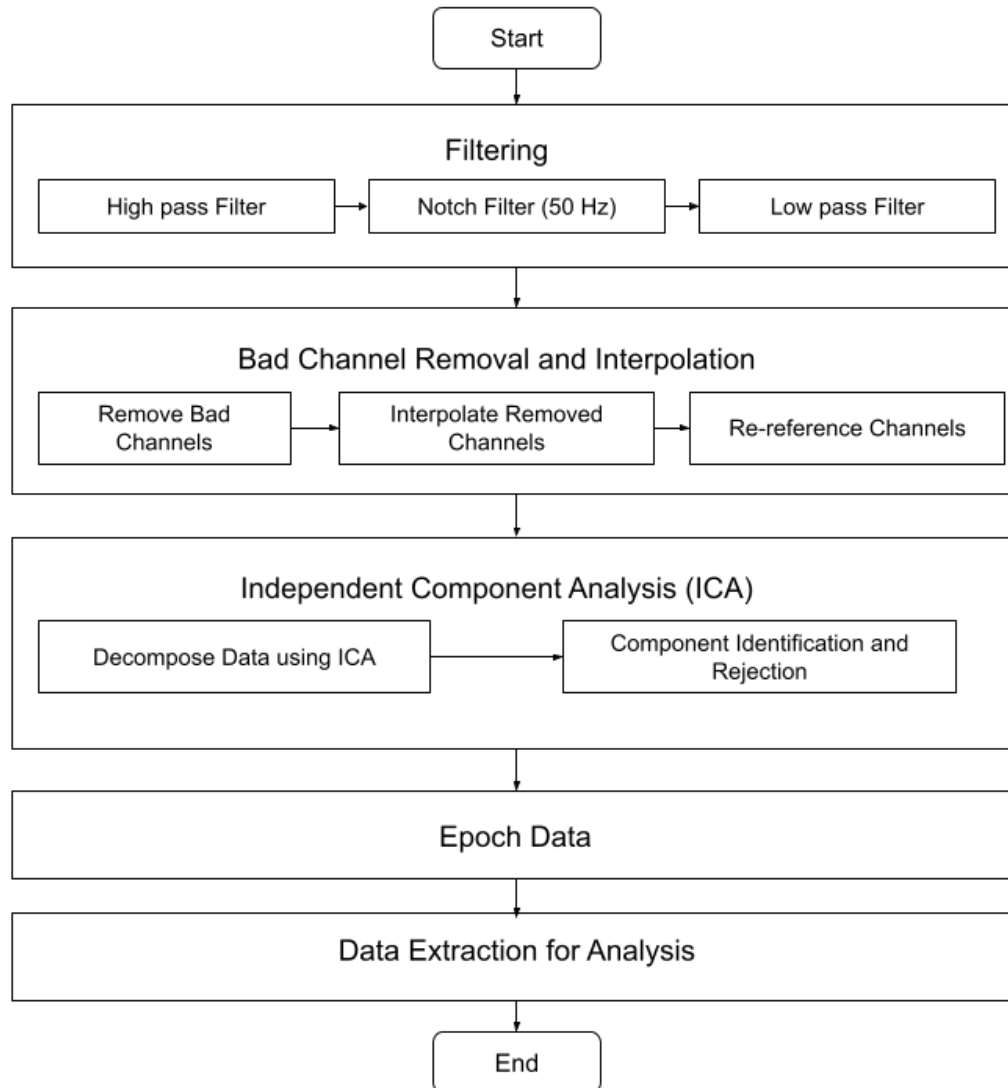 Start
Filtering
High pass Filter
Notch Filter (50 Hz)
Low pass Filter
Bad Channel Removal and Interpolation
Remove Bad
Channels
Interpolate Removed
Channels
Re-reference Channels
Independent Component Analysis (ICA)
Decompose Data using ICA
Component Identification and
Rejection
Epoch Data
Data Extraction for Analysis
End